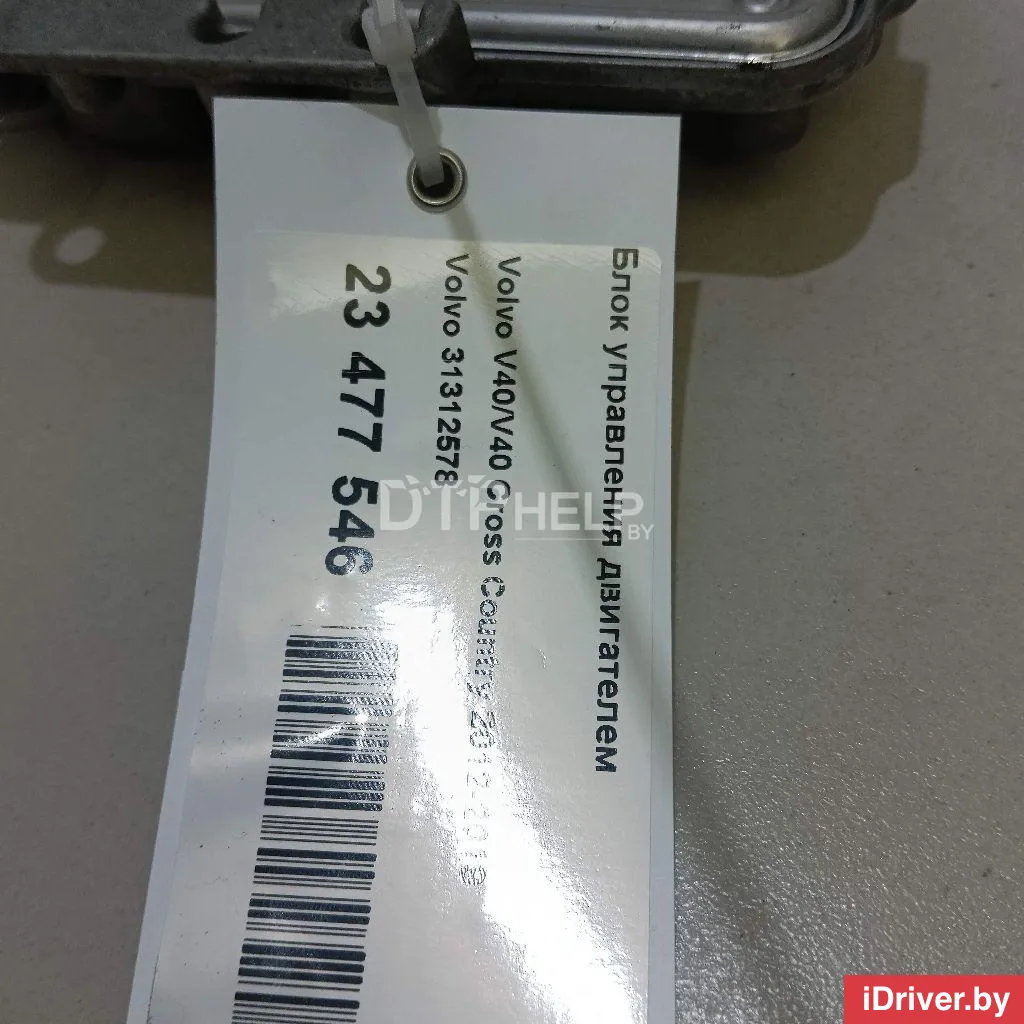 Блок управления двигателем
Volvo V40/V40 Cross Country 2012-2019
Volvo 31312578
23 477 546
DTPHELP.BY
iDriver.by